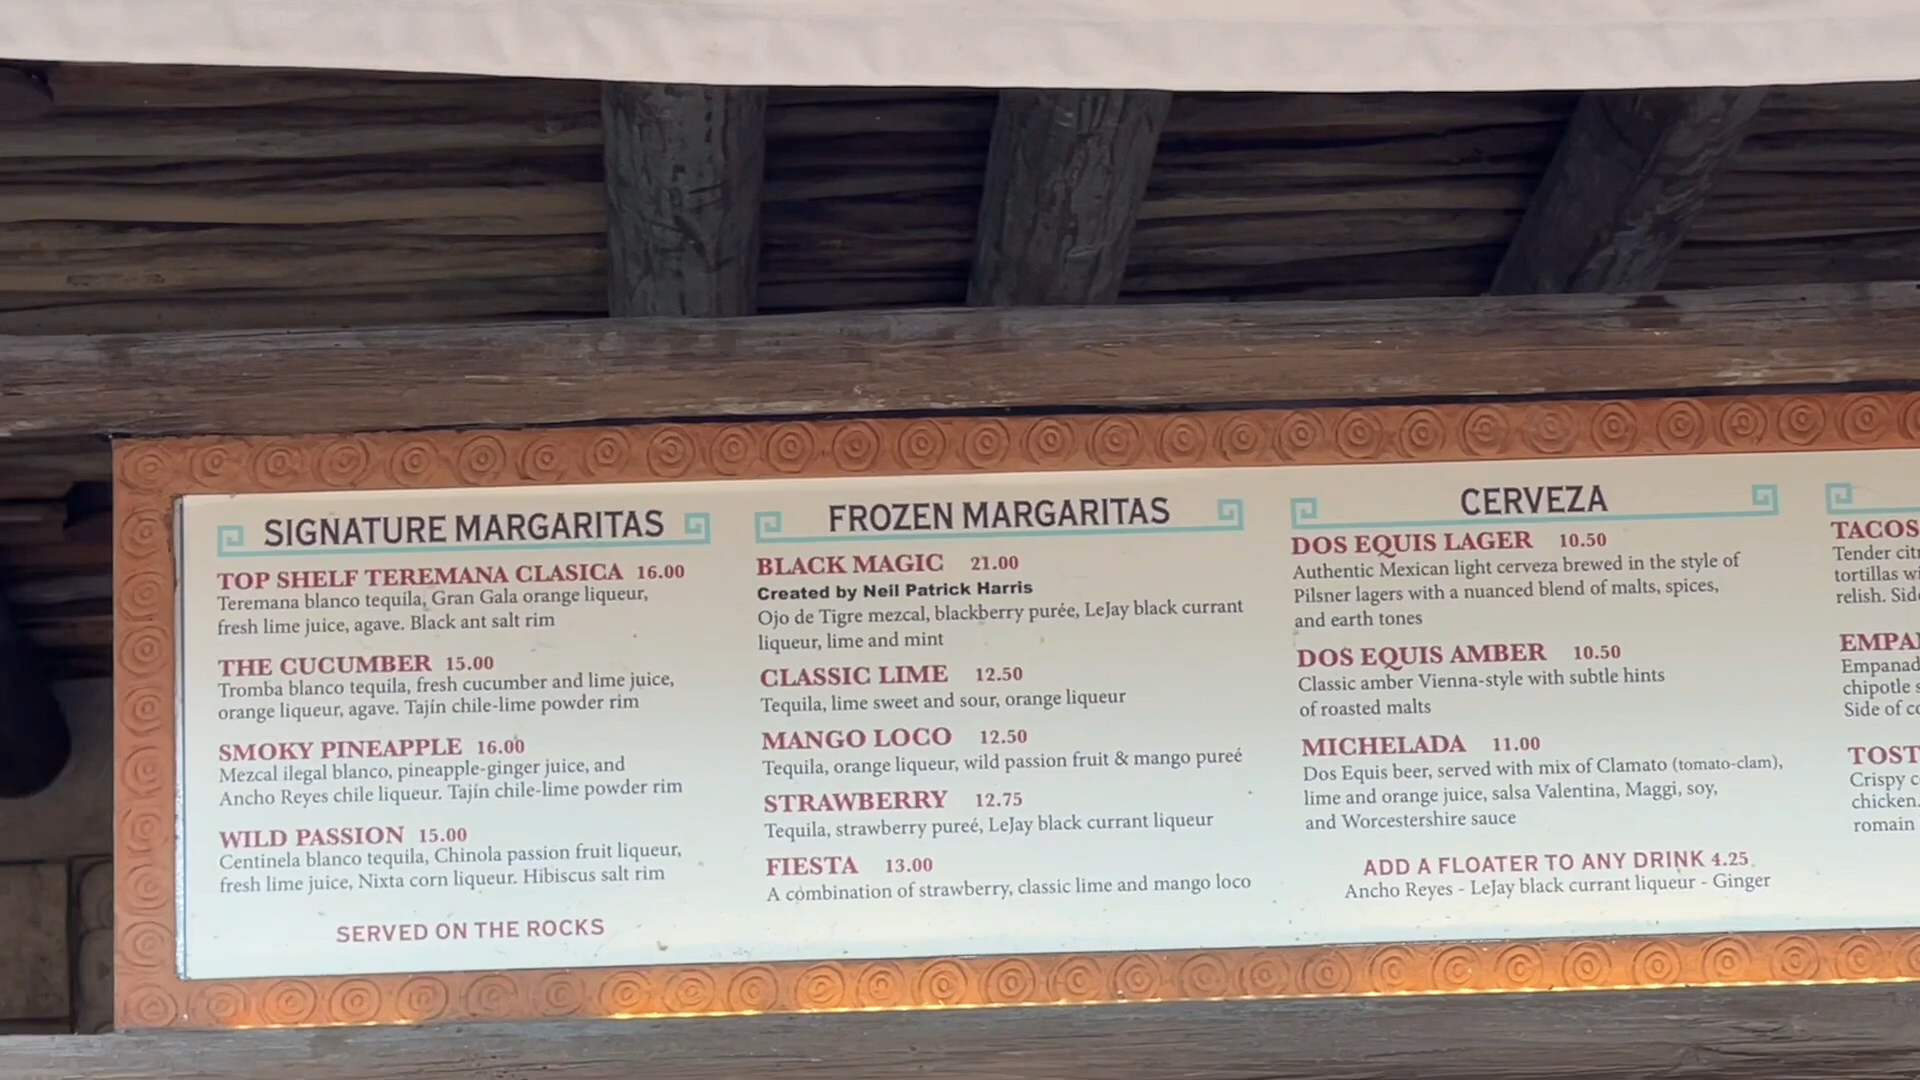 SIGNATURE MARGARITAS
TOP SHELF TEREMANA CLASICA 16.00
Teremana blanco tequila, Gran Gala orange liqueur,
fresh lime juice, agave. Black ant salt rim
THE CUCUMBER 15.00
Tromba blanco tequila, fresh cucumber and lime juice,
orange liqueur, agave. Tajín chile-lime powder rim
SMOKY PINEAPPLE 16.00
Mezcal ilegal blanco, pineapple-ginger juice, and
Ancho Reyes chile liqueur. Tajín chile-lime powder rim
WILD PASSION 15.00
Centinela blanco tequila, Chinola passion fruit liqueur,
fresh lime juice, Nixta corn liqueur. Hibiscus salt rim
SERVED ON THE ROCKS
FROZEN MARGARITAS
BLACK MAGIC 21.00
Created by Neil Patrick Harris
Ojo de Tigre mezcal, blackberry purée, LeJay black currant
liqueur, lime and mint
CLASSIC LIME 12.50
Tequila, lime sweet and sour, orange liqueur
MANGO LOCO 12.50
Tequila, orange liqueur, wild passion fruit & mango pureé
STRAWBERRY 12.75
Tequila, strawberry pureé, LeJay black currant liqueur
FIESTA 13.00
A combination of strawberry, classic lime and mango loco
CERVEZA
DOS EQUIS LAGER 10.50
Authentic Mexican light cerveza brewed in the style of
Pilsner lagers with a nuanced blend of malts, spices,
and earth tones
DOS EQUIS AMBER 10.50
Classic amber Vienna-style with subtle hints
of roasted malts
MICHELADA 11.00
Dos Equis beer, served with mix of Clamato (tomato-clam),
lime and orange juice, salsa Valentina, Maggi, soy,
and Worcestershire sauce
ADD A FLOATER TO ANY DRINK 4.25
Ancho Reyes - LeJay black currant liqueur - Ginger
TACOS
Tender
tortillas
relish.
chipotle
Side of
Crispy
chicken.
romain